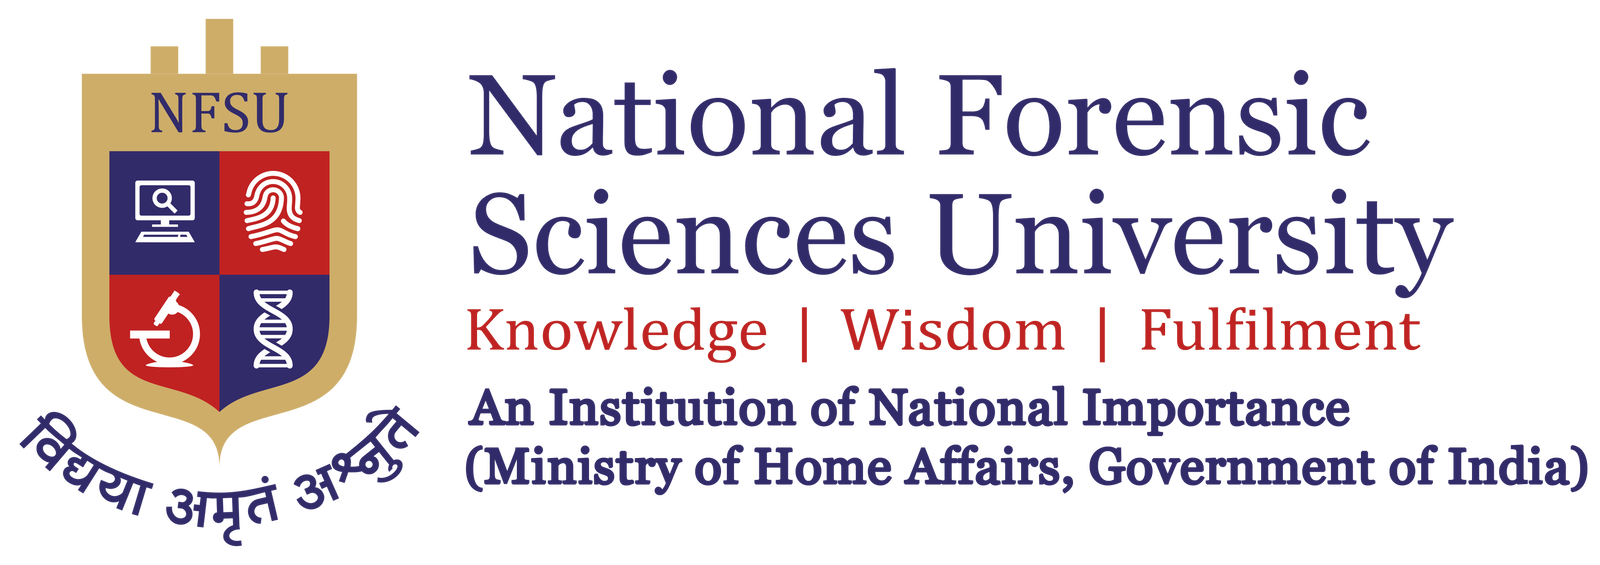 NFSU
National Forensic
Sciences University
Knowledge | Wisdom | Fulfilment
An Institution of National Importance
(Ministry of Home Affairs, Government of India)
विद्यया अमृतं अश्नुते